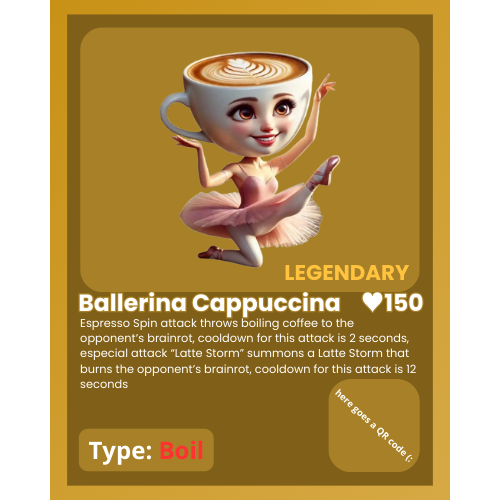 LEGENDARY
Ballerina Cappuccina ♥150
Espresso Spin attack throws boiling coffee to the
opponent’s brainrot, cooldown for this attack is 2 seconds,
especial attack “Latte Storm” summons a Latte Storm that
burns the opponent’s brainrot, cooldown for this attack is 12
seconds
here goes a QR code (:
Type: Boil